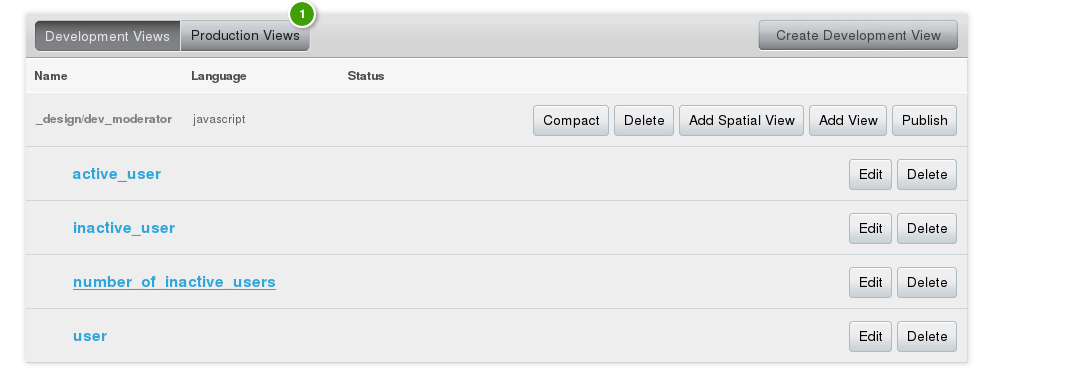 1
Development Views Production Views Create Development View
Name Language Status
_design/dev_moderator javascript Compact Delete Add Spatial View Add View Publish
active_user Edit Delete
inactive_user Edit Delete
number_of_inactive_users Edit Delete
user Edit Delete